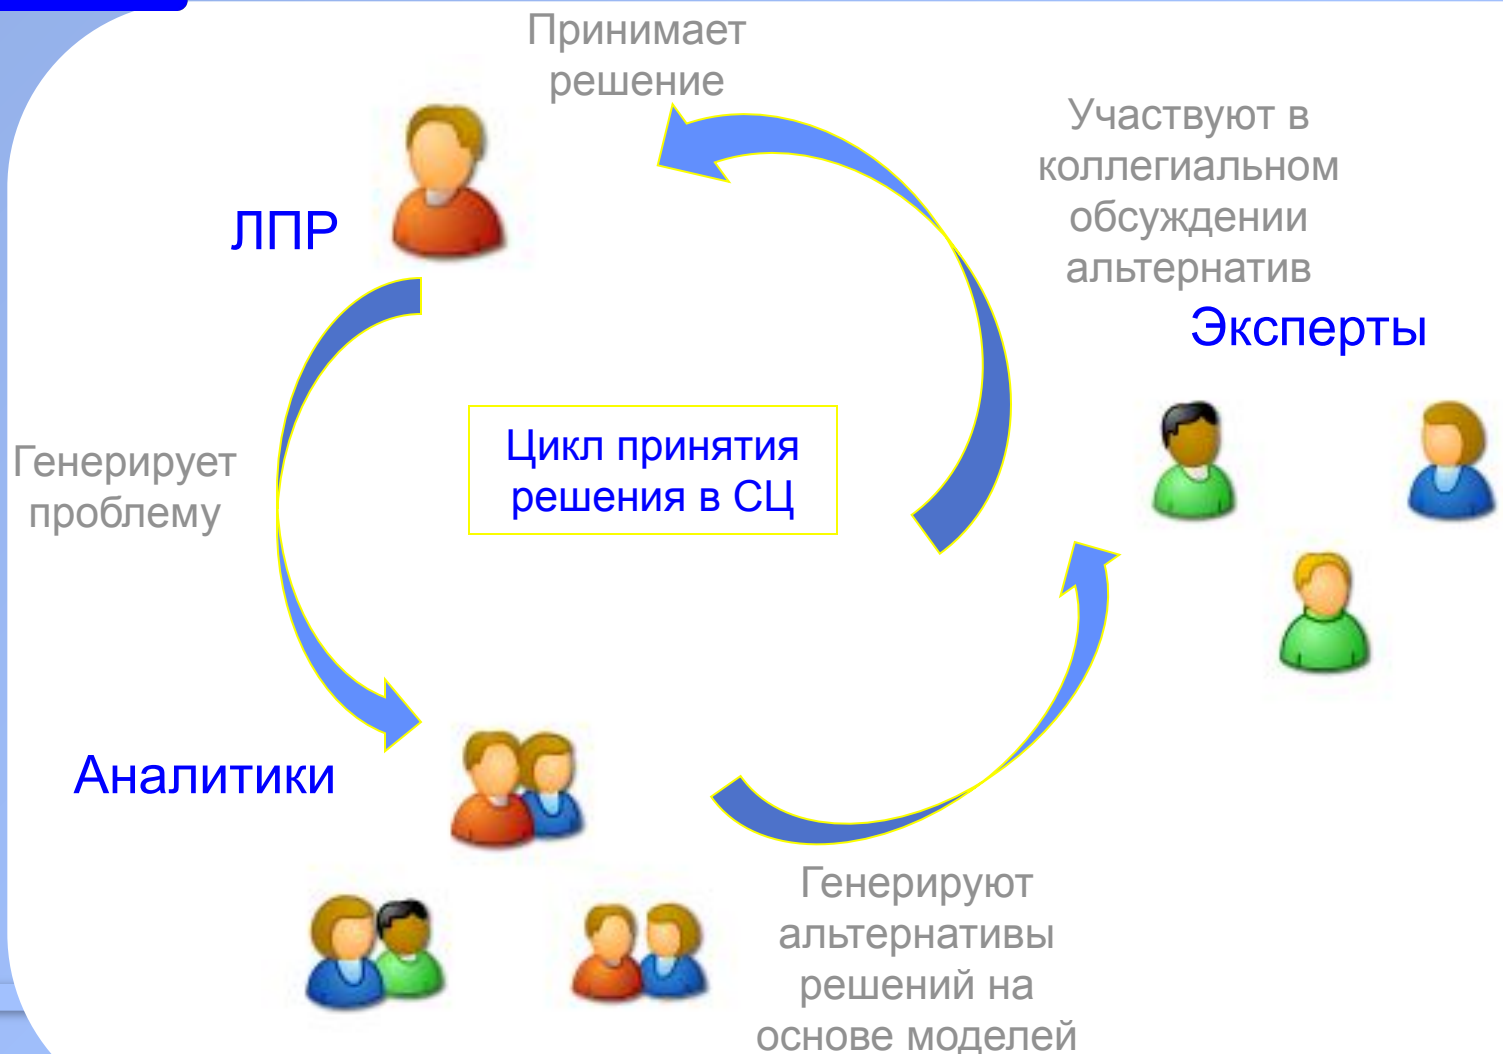 Принимает
решение
Участвуют в
коллегиальном
обсуждении
альтернатив
ЛПР
Эксперты
Цикл принятия
решения в СЦ
Генерирует
проблему
Аналитики
Генерируют
альтернативы
решений на
основе моделей